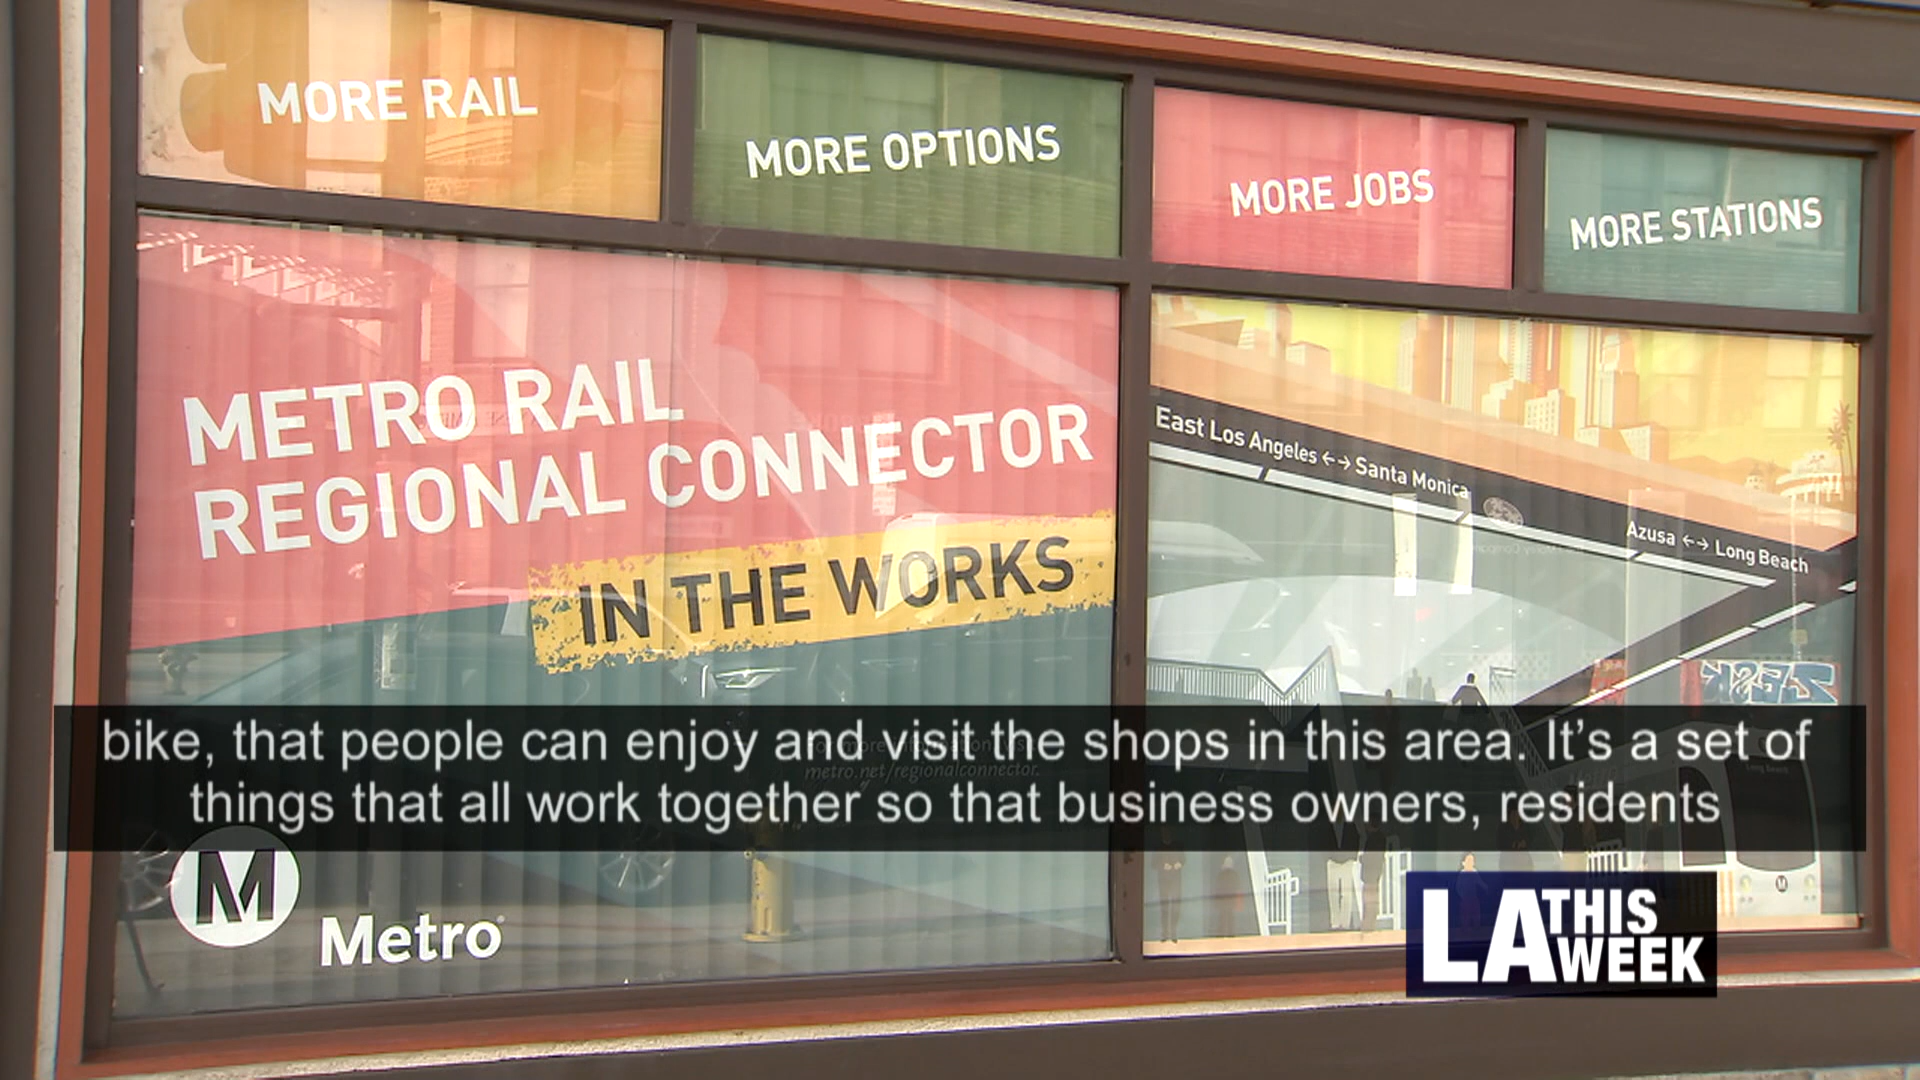 MORE RAIL
MORE OPTIONS
MORE JOBS
MORE STATIONS
METRO RAIL
REGIONAL CONNECTOR
IN THE WORKS
East Los Angeles ←→ Santa Monica
Azusa ←→ Long Beach
bike, that people can enjoy and visit the shops in this area. It’s a set of
metro.net/regionalconnector.
things that all work together so that business owners, residents
M
Metro
LA THIS
WEEK